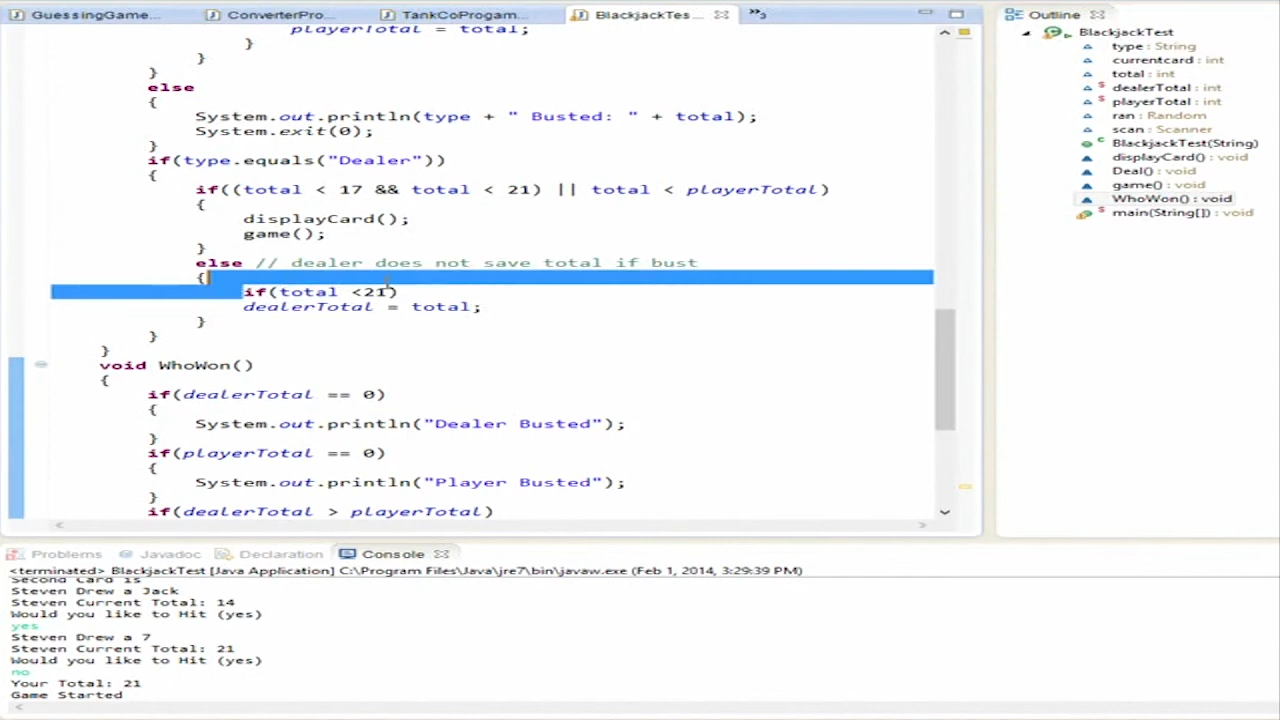 GuessingGame... ConverterPro... TankCoProgam... BlackjackTes... »3
playerTotal = total;
}
}
}
else
{
System.out.println(type + " Busted: " + total);
System.exit(0);
}
if(type.equals("Dealer"))
{
if((total < 17 && total < 21) || total < playerTotal)
{
displayCard();
game();
}
else // dealer does not save total if bust
{
if(total <21)
dealerTotal = total;
}
}
}
void WhoWon()
{
if(dealerTotal == 0)
{
System.out.println("Dealer Busted");
}
if(playerTotal == 0)
{
System.out.println("Player Busted");
}
if(dealerTotal > playerTotal)
Outline
BlackjackTest
type : String
currentcard : int
total : int
dealerTotal : int
playerTotal : int
ran : Random
scan : Scanner
BlackjackTest(String)
displayCard() : void
Deal() : void
game() : void
WhoWon() : void
main(String[]) : void
Problems Javadoc Declaration Console
<terminated> BlackjackTest [Java Application] C:\Program Files\Java\jre7\bin\javaw.exe (Feb 1, 2014, 3:29:39 PM)
Second Card is
Steven Drew a Jack
Steven Current Total: 14
Would you like to Hit (yes)
yes
Steven Drew a 7
Steven Current Total: 21
Would you like to Hit (yes)
no
Your Total: 21
Game Started